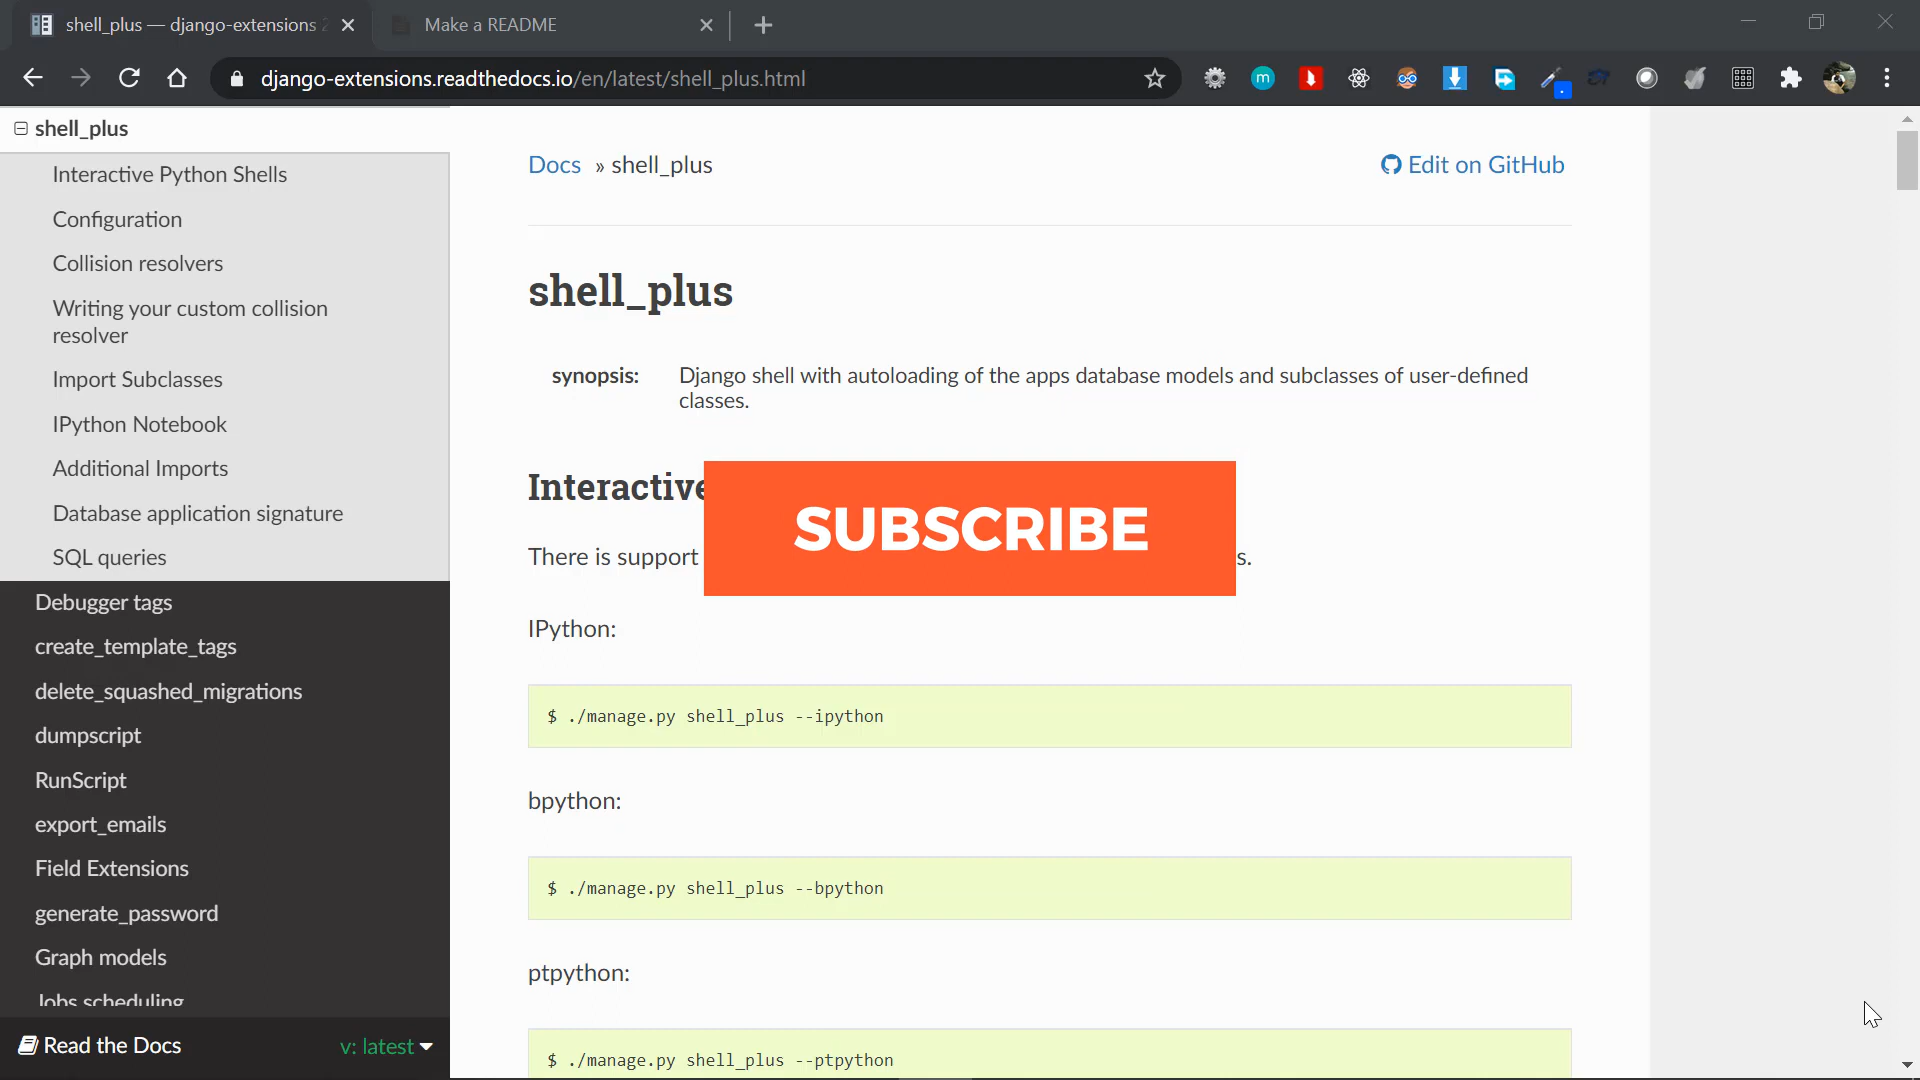 shell_plus — django-extensions 2
Make a README
django-extensions.readthedocs.io/en/latest/shell_plus.html
m
shell_plus
Interactive Python Shells
Configuration
Collision resolvers
Writing your custom collision
resolver
Import Subclasses
IPython Notebook
Additional Imports
Database application signature
SQL queries
Debugger tags
create_template_tags
delete_squashed_migrations
dumpscript
RunScript
export_emails
Field Extensions
generate_password
Graph models
Jobs scheduling
Read the Docs
v: latest
Docs » shell_plus
Edit on GitHub
shell_plus
synopsis: Django shell with autoloading of the apps database models and subclasses of user-defined
classes.
Interactive
SUBSCRIBE
There is support s.
IPython:
$ ./manage.py shell_plus --ipython
bpython:
$ ./manage.py shell_plus --bpython
ptpython:
$ ./manage.py shell_plus --ptpython